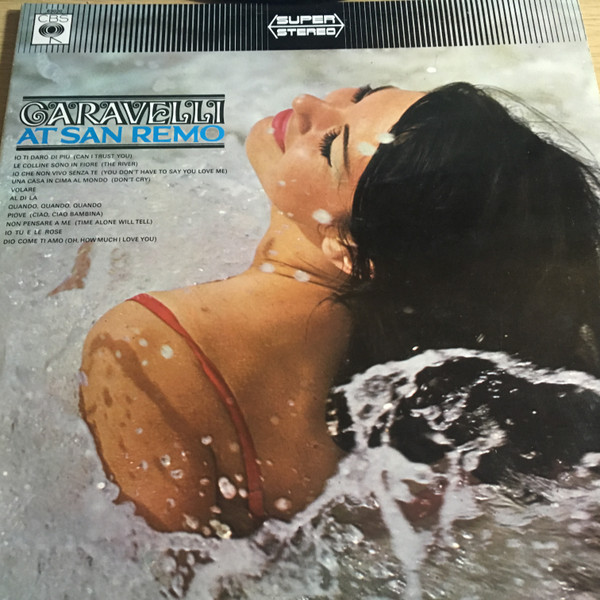 CBS
SUPER
STEREO
CARAVELLI
AT SAN REMO
IO TI DARO DI PIU, (CAN I TRUST YOU)
LE COLLINE SONO IN FIORE (THE RIVER)
IO CHE NON VIVO SENZA TE (YOU DON'T HAVE TO SAY YOU LOVE ME)
UNA CASA IN CIMA AL MONDO (DON'T CRY)
VOLARE
AL DI LA
QUANDO, QUANDO, QUANDO
PIOVE (CIAO, CIAO BAMBINA)
NON PENSARE A ME (TIME ALONE WILL TELL)
IO TU E LE ROSE
DIO COME TI AMO (OH, HOW MUCH I LOVE YOU)